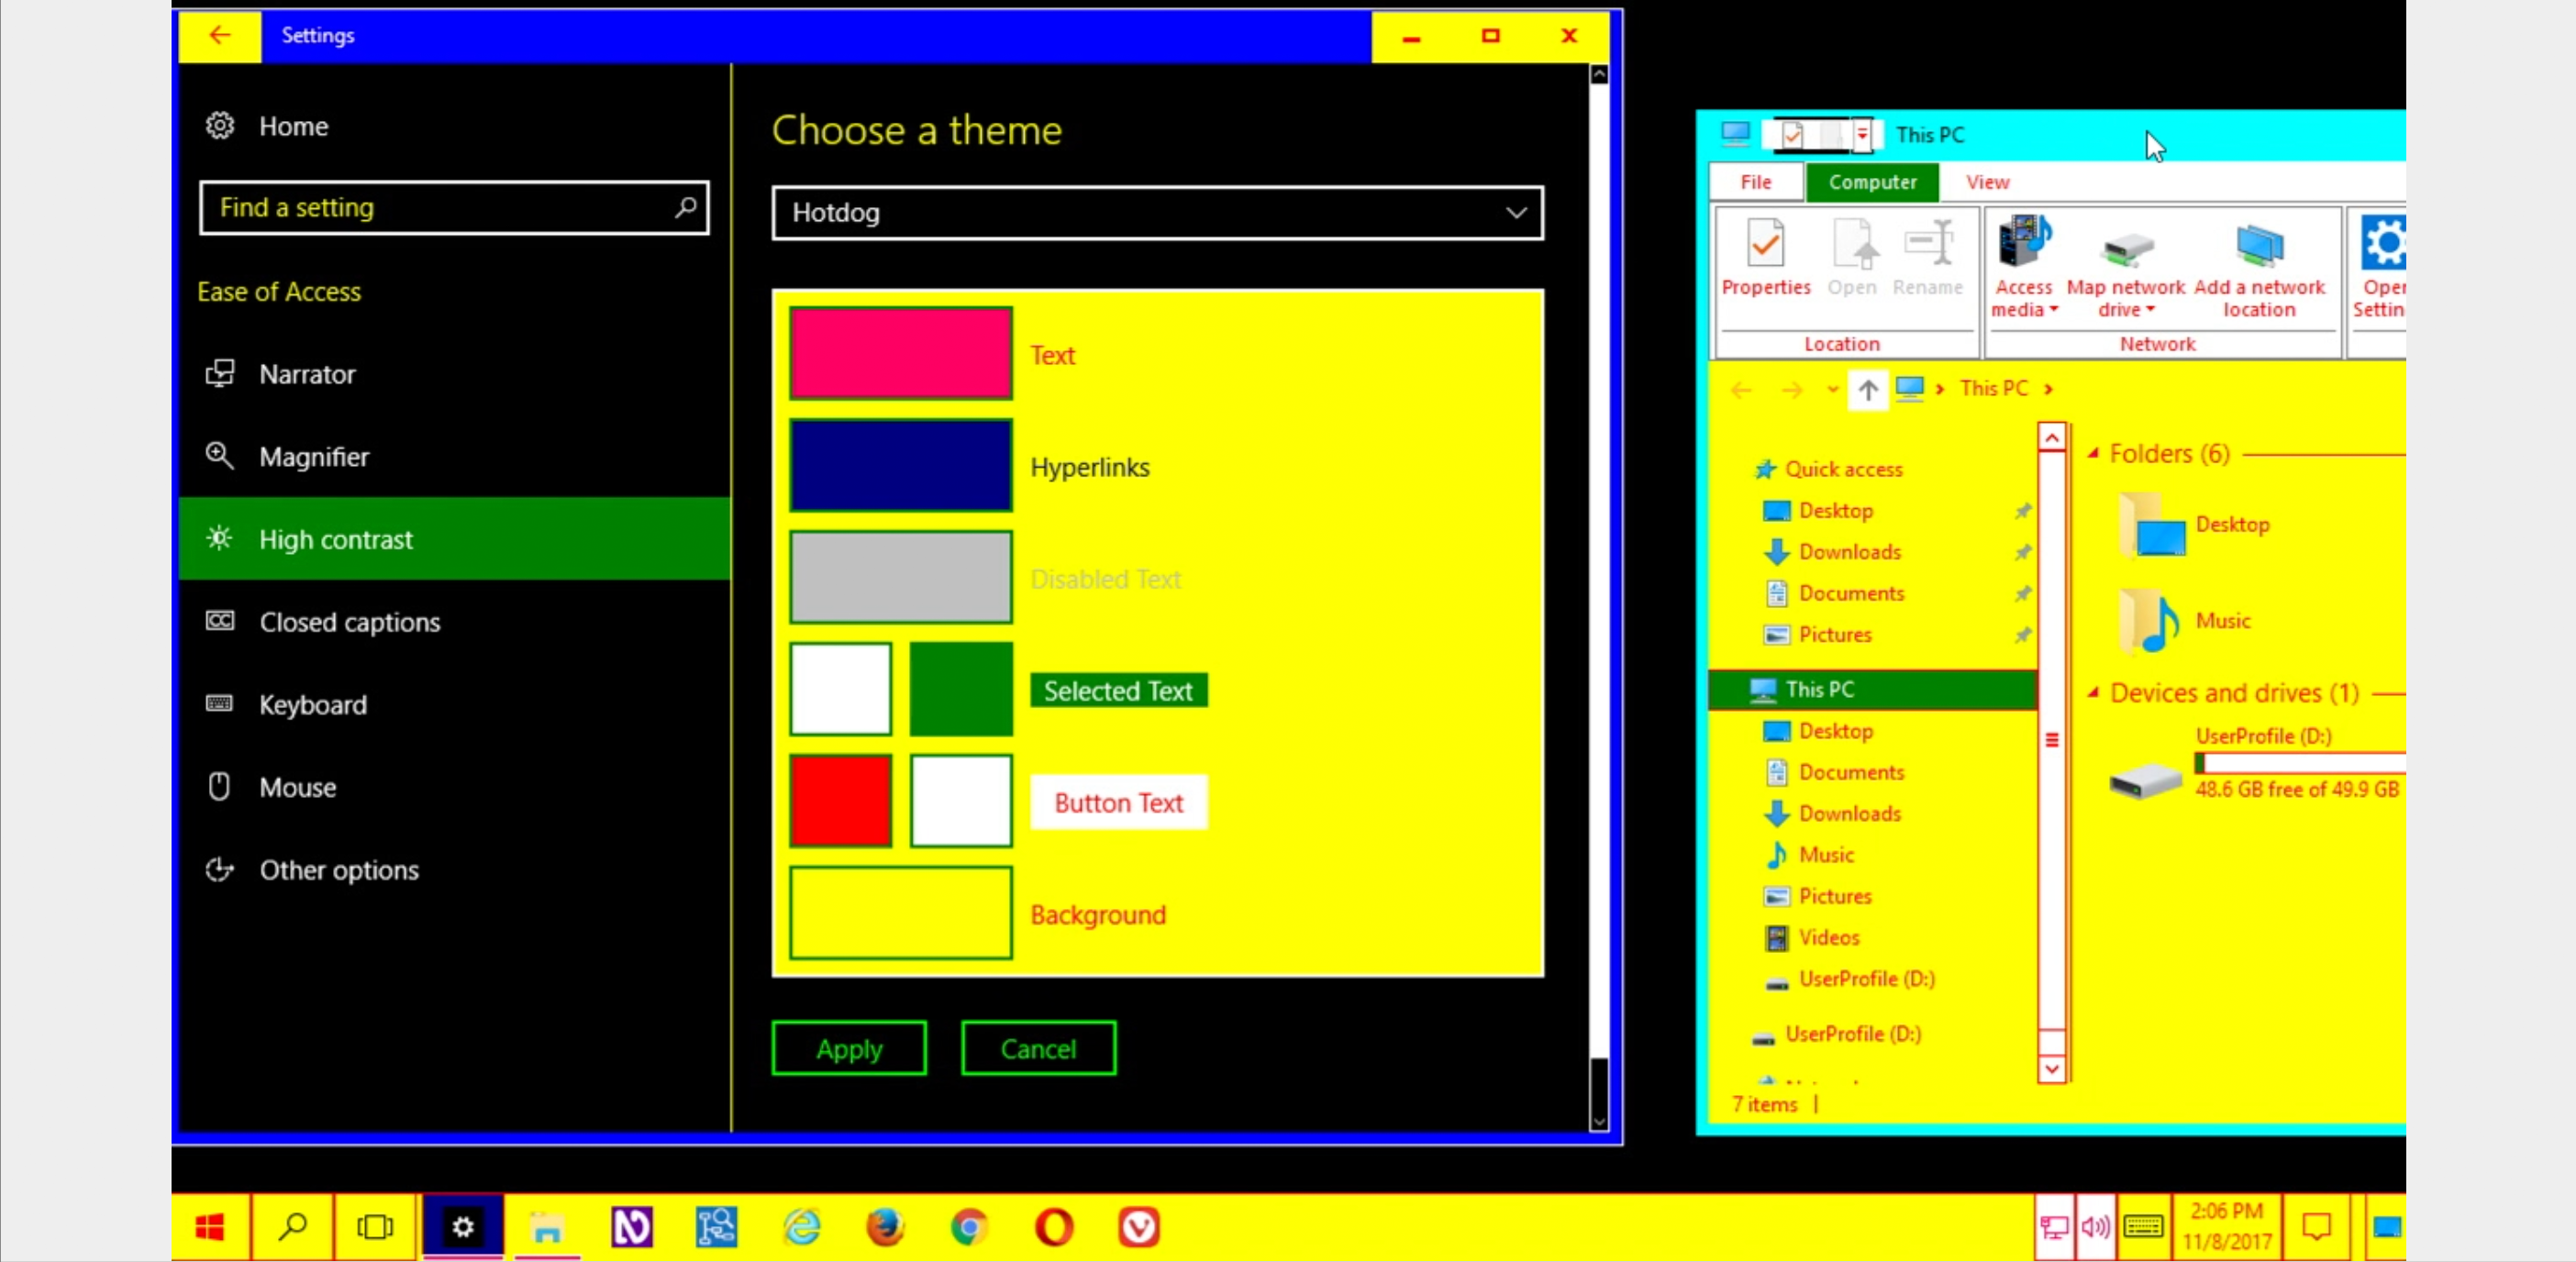 Settings
Home
Find a setting
Ease of Access
Narrator
Magnifier
High contrast
CC Closed captions
Keyboard
Mouse
Other options
Choose a theme
Hotdog
Text
Hyperlinks
Disabled Text
Selected Text
Button Text
Background
Apply
Cancel
This PC
File Computer View
Properties
Open
Rename
Location
Access
media
Map network
drive
Add a network
location
Network
This PC
Quick access
Desktop
Downloads
Documents
Pictures
This PC
Desktop
Documents
Downloads
Music
Pictures
Videos
UserProfile (D:)
UserProfile (D:)
7 items
Folders (6)
Desktop
Music
Devices and drives (1)
UserProfile (D:)
48.6 GB free of 49.9 GB
2:06 PM
11/8/2017